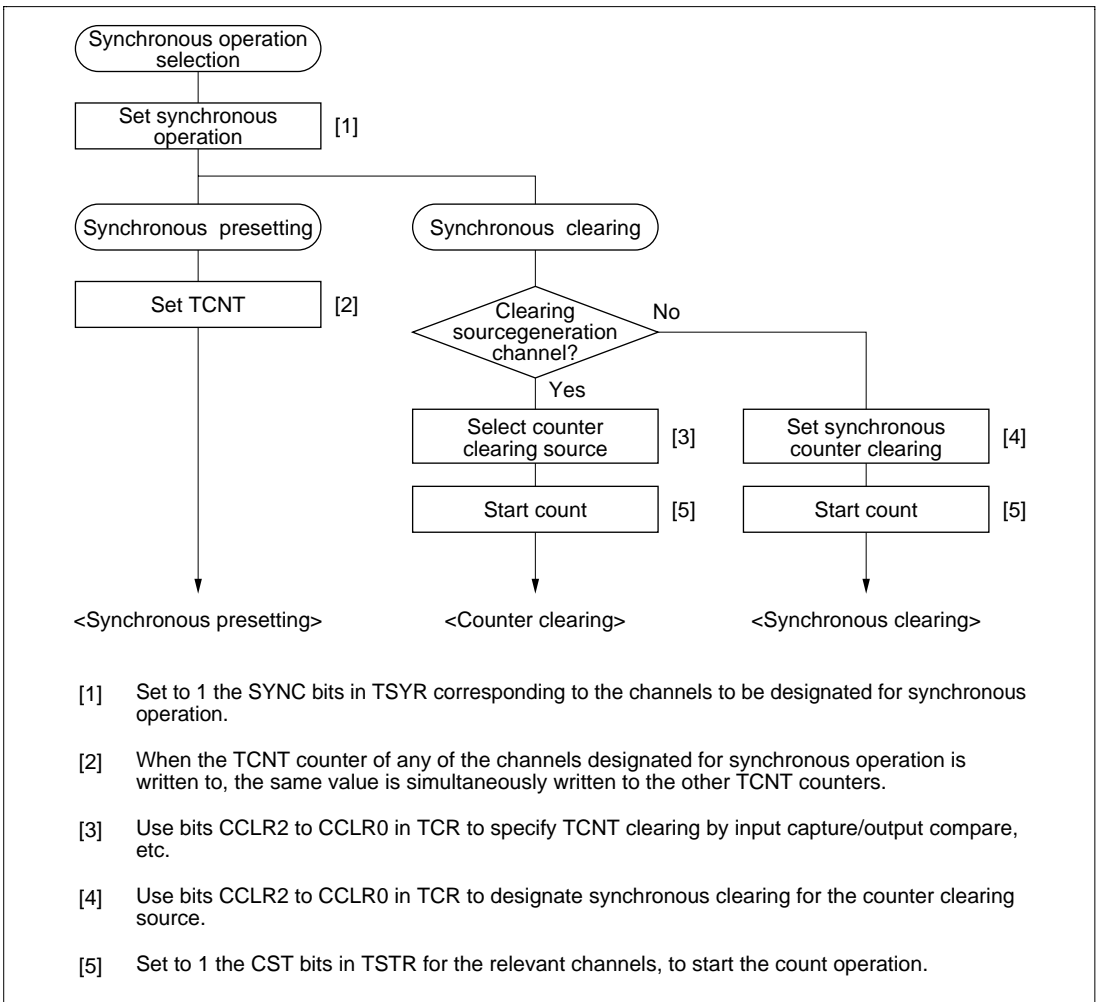 Synchronous operation
selection
Set synchronous
operation
[1]
Synchronous presetting
Synchronous clearing
Set TCNT
[2]
Clearing
sourcegeneration
channel?
No
Yes
Select counter
clearing source
[3]
Set synchronous
counter clearing
[4]
Start count
[5]
Start count
[5]
<Synchronous presetting>
<Counter clearing>
<Synchronous clearing>
[1] Set to 1 the SYNC bits in TSYR corresponding to the channels to be designated for synchronous
operation.
[2] When the TCNT counter of any of the channels designated for synchronous operation is
written to, the same value is simultaneously written to the other TCNT counters.
[3] Use bits CCLR2 to CCLR0 in TCR to specify TCNT clearing by input capture/output compare,
etc.
[4] Use bits CCLR2 to CCLR0 in TCR to designate synchronous clearing for the counter clearing
source.
[5] Set to 1 the CST bits in TSTR for the relevant channels, to start the count operation.